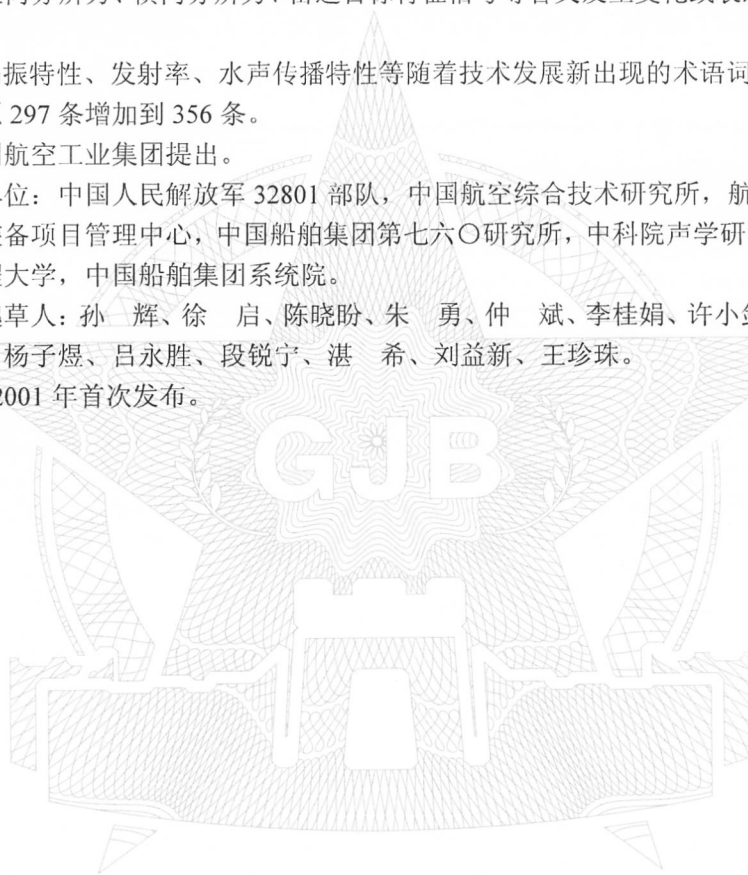 振特性、发射率、水声传播特性等随着技术发展新出现的术语词
297 条增加到 356 条。
航空工业集团提出。
位：中国人民解放军 32801 部队，中国航空综合技术研究所，航
备项目管理中心，中国船舶集团第七六〇研究所，中科院声学研
大学，中国船舶集团系统院。
草人：孙　辉、徐　启、陈晓盼、朱　勇、仲　斌、李桂娟、许小
杨子煜、吕永胜、段锐宁、湛　希、刘益新、王珍珠。
2001 年首次发布。
GJB